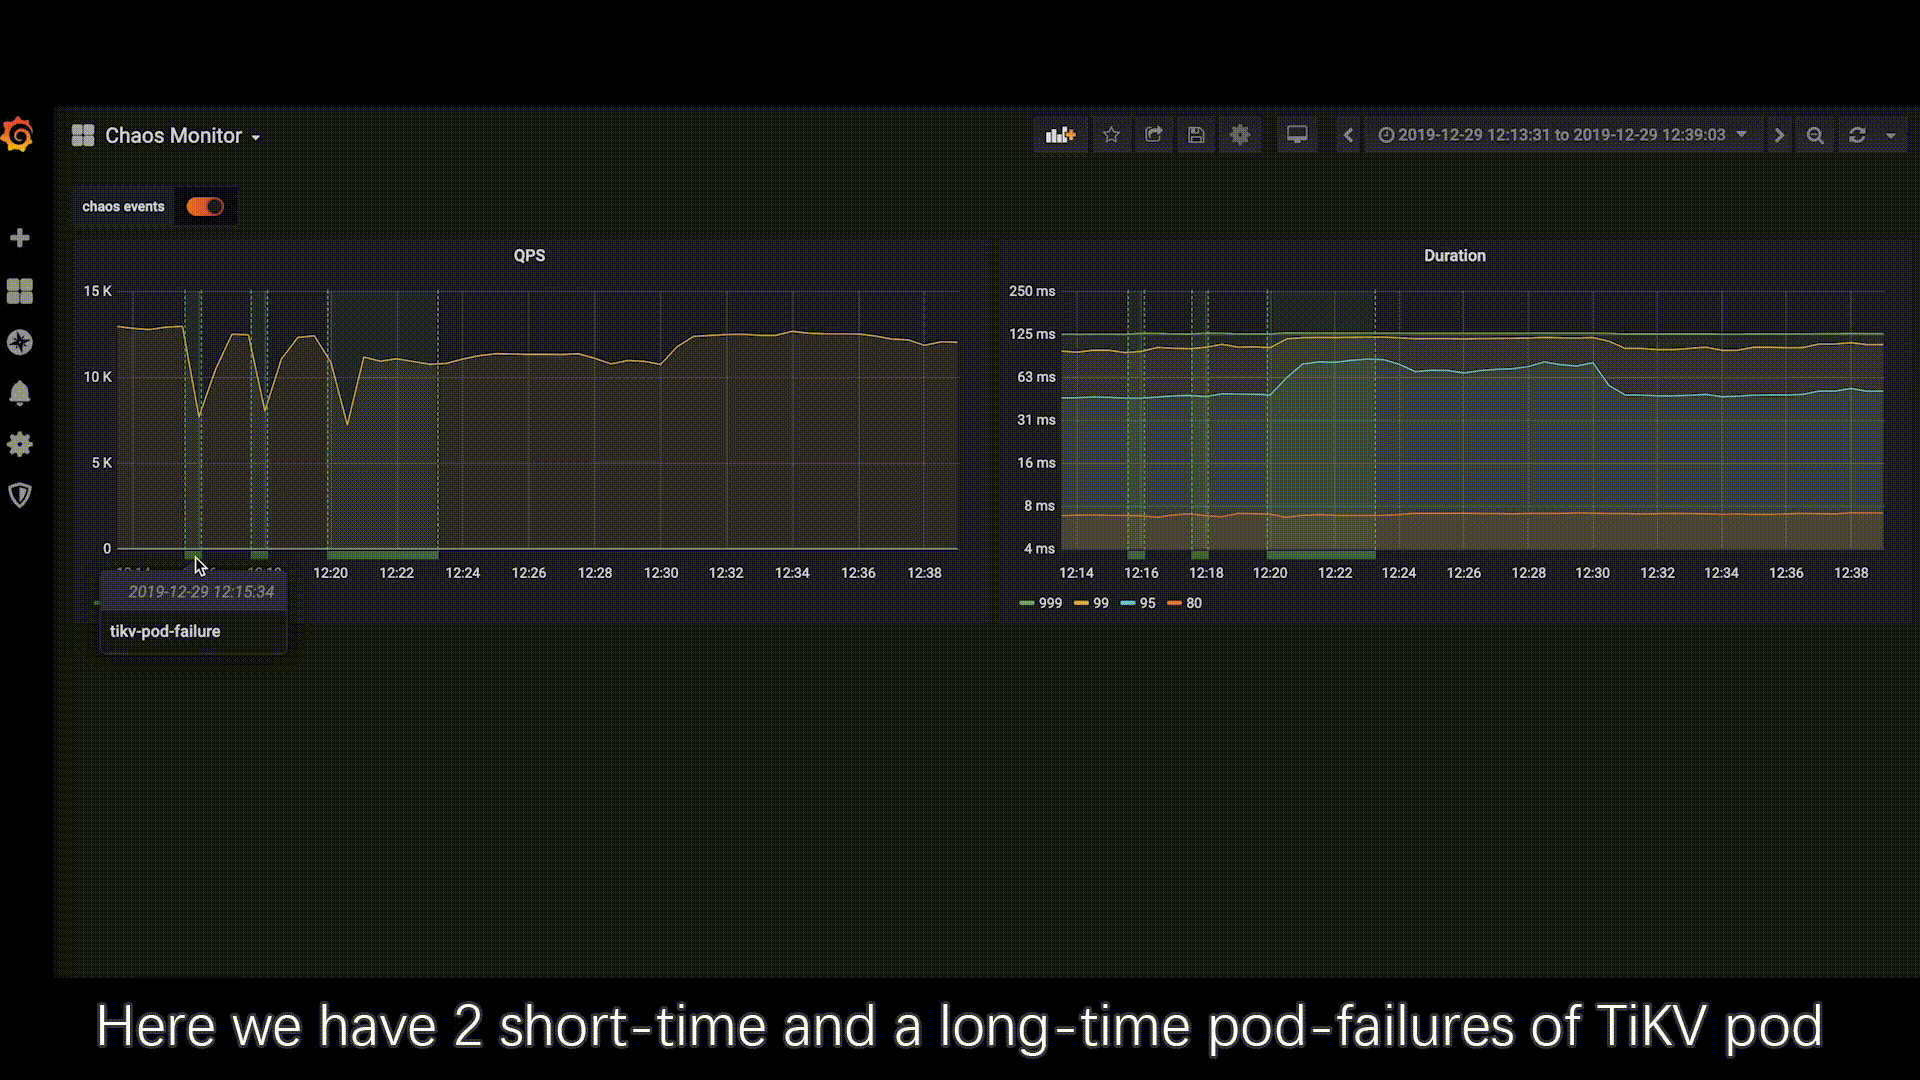 Chaos Monitor
2019-12-29 12:13:31 to 2019-12-29 12:39:03
chaos events
QPS
15 K
10 K
5 K
0
12:20 12:22 12:24 12:26 12:28 12:30 12:32 12:34 12:36 12:38
2019-12-29 12:15:34
tikv-pod-failure
Duration
250 ms
125 ms
63 ms
31 ms
16 ms
8 ms
4 ms
12:14 12:16 12:18 12:20 12:22 12:24 12:26 12:28 12:30 12:32 12:34 12:36 12:38
999 99 95 80
Here we have 2 short-time and a long-time pod-failures of TiKV pod